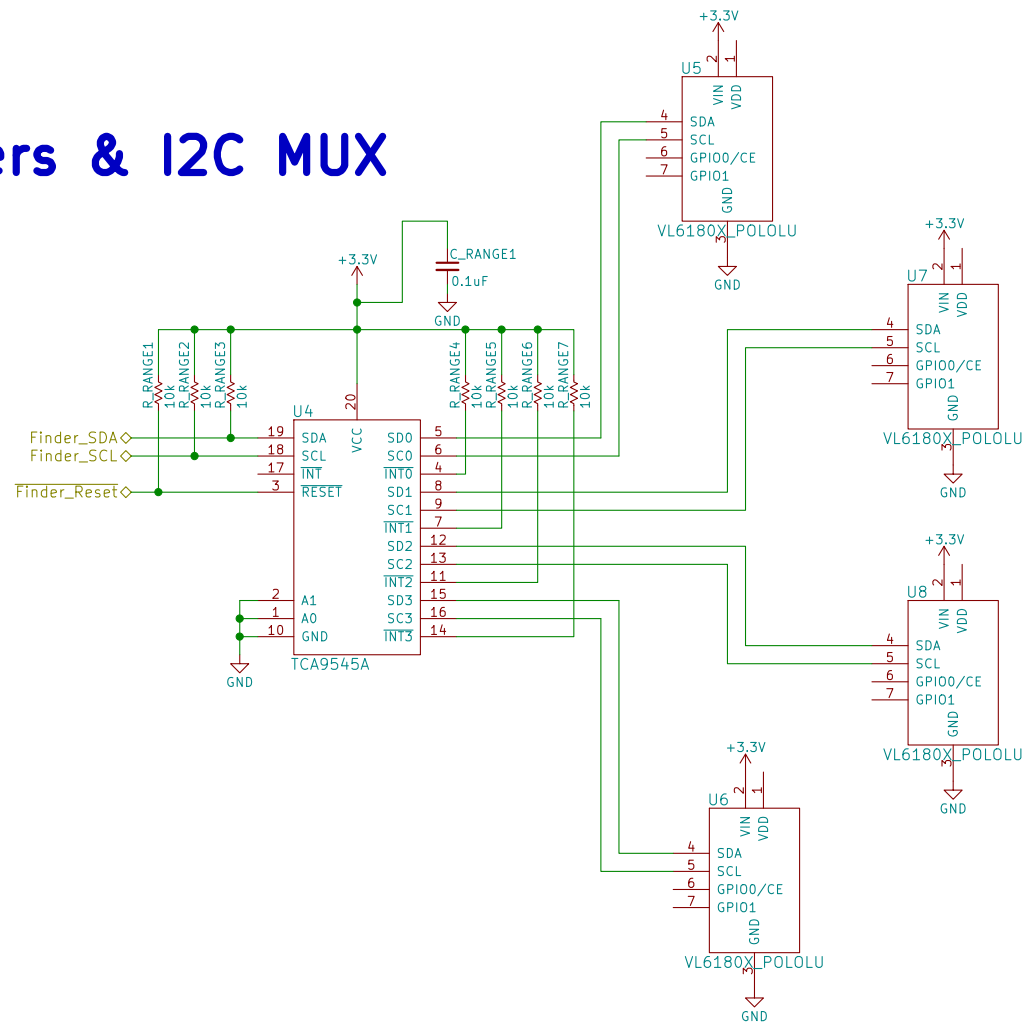 ers & I2C MUX
+3.3V
U5
2
1
VIN
VDD
4 SDA
5 SCL
6 GPIO0/CE
7 GPIO1
GND
3
VL6180X_POLOLU
GND
+3.3V
U7
2
1
VIN
VDD
4 SDA
5 SCL
6 GPIO0/CE
7 GPIO1
GND
3
VL6180X_POLOLU
GND
+3.3V
C_RANGE1
0.1uF
GND
R_RANGE1
10k
R_RANGE2
10k
R_RANGE3
10k
R_RANGE4
10k
R_RANGE5
10k
R_RANGE6
10k
R_RANGE7
10k
U4
20
VCC
Finder_SDA
Finder_SCL
Finder_Reset
19 SDA
18 SCL
17 INT
3 RESET
2 A1
1 A0
10 GND
SD0 5
SC0 6
INT0 4
SD1 8
SC1 9
INT1 7
SD2 12
SC2 13
INT2 11
SD3 15
SC3 16
INT3 14
TCA9545A
GND
+3.3V
U8
2
1
VIN
VDD
4 SDA
5 SCL
6 GPIO0/CE
7 GPIO1
GND
3
VL6180X_POLOLU
GND
+3.3V
U6
2
1
VIN
VDD
4 SDA
5 SCL
6 GPIO0/CE
7 GPIO1
GND
3
VL6180X_POLOLU
GND